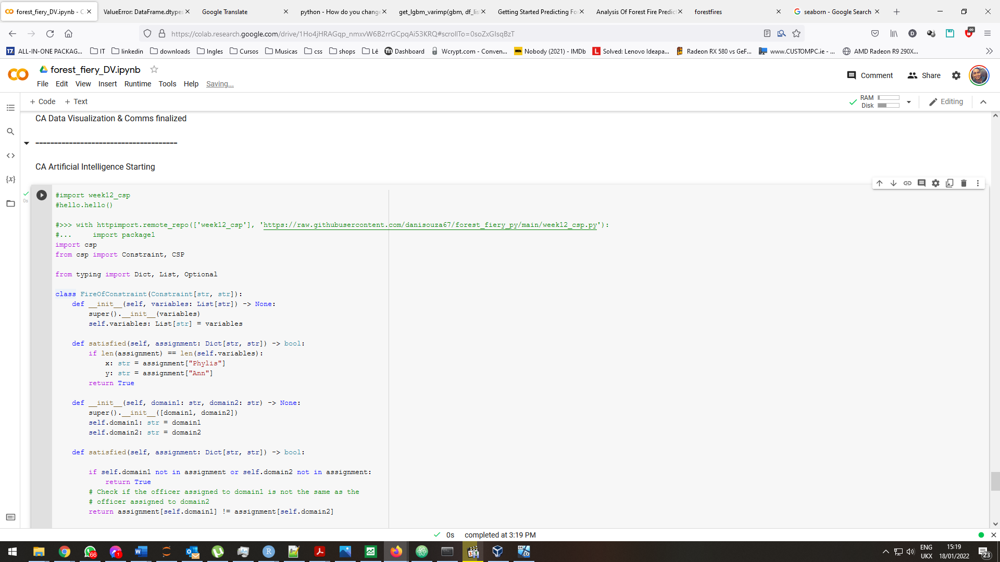 forest_fiery_DV.ipynb - C
ValueError: DataFrame.dtypes
Google Translate
python - How do you change
get_lgbm_varimp(gbm, df_lis
Getting Started Predicting Fo
Analysis Of Forest Fire Predict
forestfires
seaborn - Google Search
https://colab.research.google.com/drive/1Ho4jHRAGqp_nmxvW6B2rrGCpqAi53KRQ#scrollTo=0soZxGIsqBzT
ALL-IN-ONE PACKAG...
IT
linkedin
downloads
Ingles
Cursos
Musicas
css
shops
Lê
Dashboard
Wcrypt.com - Conven...
Nobody (2021) - IMDb
Solved: Lenovo Ideapa...
Radeon RX 580 vs GeF...
www.CUSTOMPC.ie - ...
AMD Radeon R9 290X...
forest_fiery_DV.ipynb
File Edit View Insert Runtime Tools Help Saving...
Comment
Share
+ Code + Text
RAM
Disk
Editing
CA Data Visualization & Comms finalized
--------------------------------------
CA Artificial Intelligence Starting
0s
#import week12_csp
#hello.hello()
#>>> with httpimport.remote_repo(['week12_csp'], 'https://raw.githubusercontent.com/danisouza67/forest_fiery_py/main/week12_csp.py'):
#...     import package1
import csp
from csp import Constraint, CSP
from typing import Dict, List, Optional
class FireOfConstraint(Constraint[str, str]):
    def __init__(self, variables: List[str]) -> None:
        super().__init__(variables)
        self.variables: List[str] = variables
    def satisfied(self, assignment: Dict[str, str]) -> bool:
        if len(assignment) == len(self.variables):
            x: str = assignment["Phylis"]
            y: str = assignment["Ann"]
        return True
    def __init__(self, domain1: str, domain2: str) -> None:
        super().__init__([domain1, domain2])
        self.domain1: str = domain1
        self.domain2: str = domain2
    def satisfied(self, assignment: Dict[str, str]) -> bool:
        if self.domain1 not in assignment or self.domain2 not in assignment:
            return True
        # Check if the officer assigned to domain1 is not the same as the
        # officer assigned to domain2
        return assignment[self.domain1] != assignment[self.domain2]
0s completed at 3:19 PM
66
1
ENG
UKX
15:19
18/01/2022
23